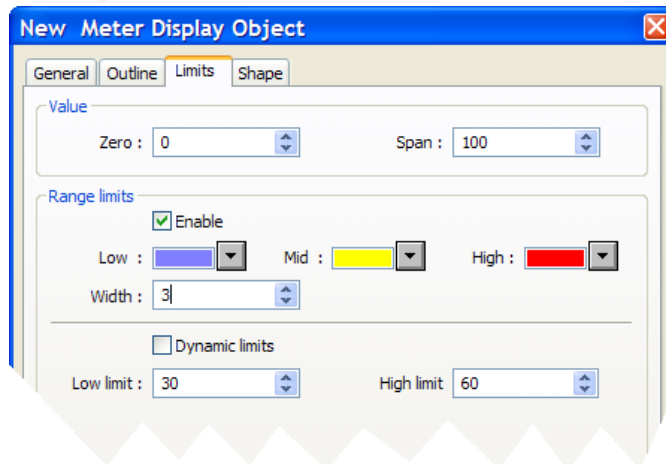 New Meter Display Object
General Outline Limits Shape
Value
Zero : 0 Span : 100
Range limits
Enable
Low : Mid : High :
Width : 3
Dynamic limits
Low limit : 30 High limit 60